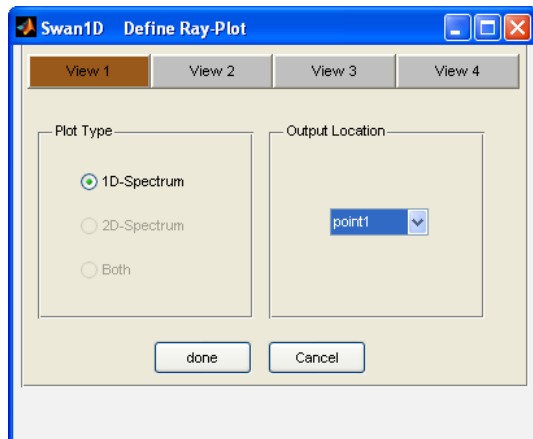 Swan1D Define Ray-Plot
View 1 View 2 View 3 View 4
Plot Type
1D-Spectrum
2D-Spectrum
Both
Output Location
point1
done Cancel